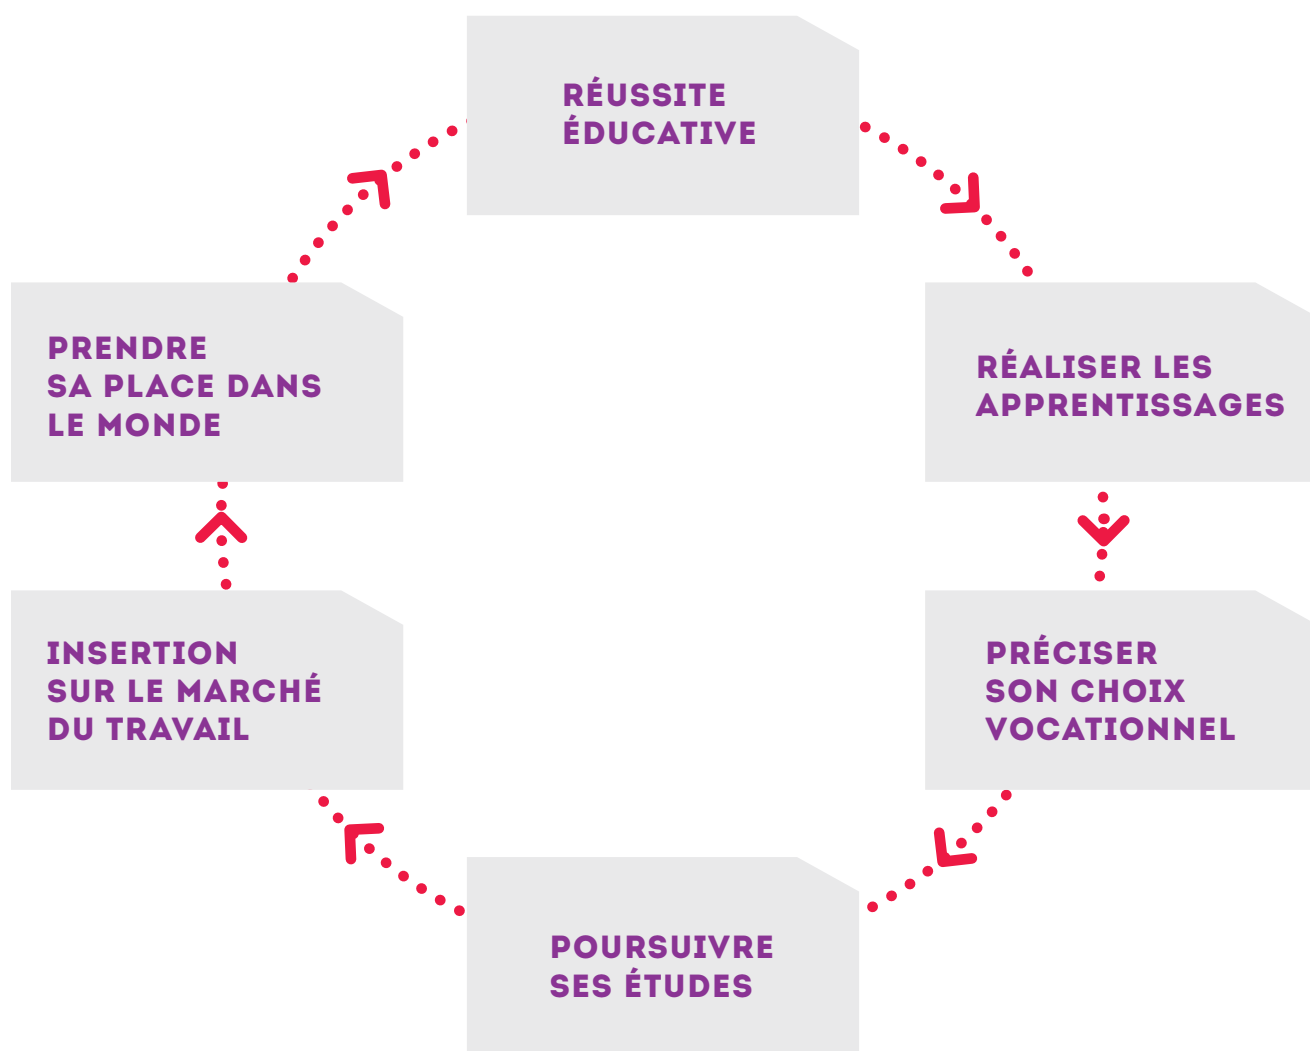 RÉUSSITE
ÉDUCATIVE
RÉALISER LES
APPRENTISSAGES
PRÉCISER
SON CHOIX
VOCATIONNEL
POURSUIVRE
SES ÉTUDES
INSERTION
SUR LE MARCHÉ
DU TRAVAIL
PRENDRE
SA PLACE DANS
LE MONDE